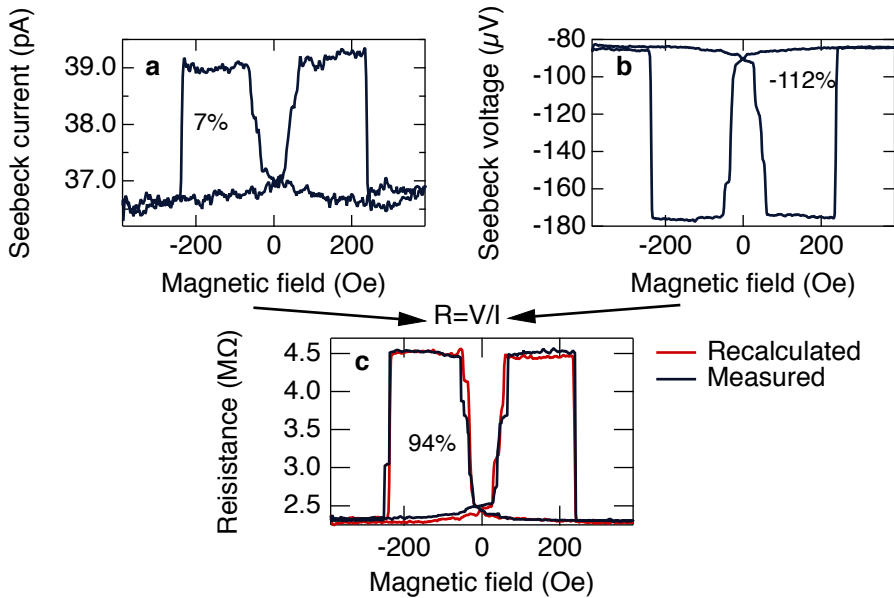 Seebeck current (pA)
39.0
38.0
37.0
a
7%
-200
0
200
Magnetic field (Oe)
Seebeck voltage (µV)
-80
-100
-120
-140
-160
-180
b
-112%
-200
0
200
Magnetic field (Oe)
R=V/I
Reisistance (MΩ)
4.5
4.0
3.5
3.0
2.5
c
94%
-200
0
200
Magnetic field (Oe)
Recalculated
Measured